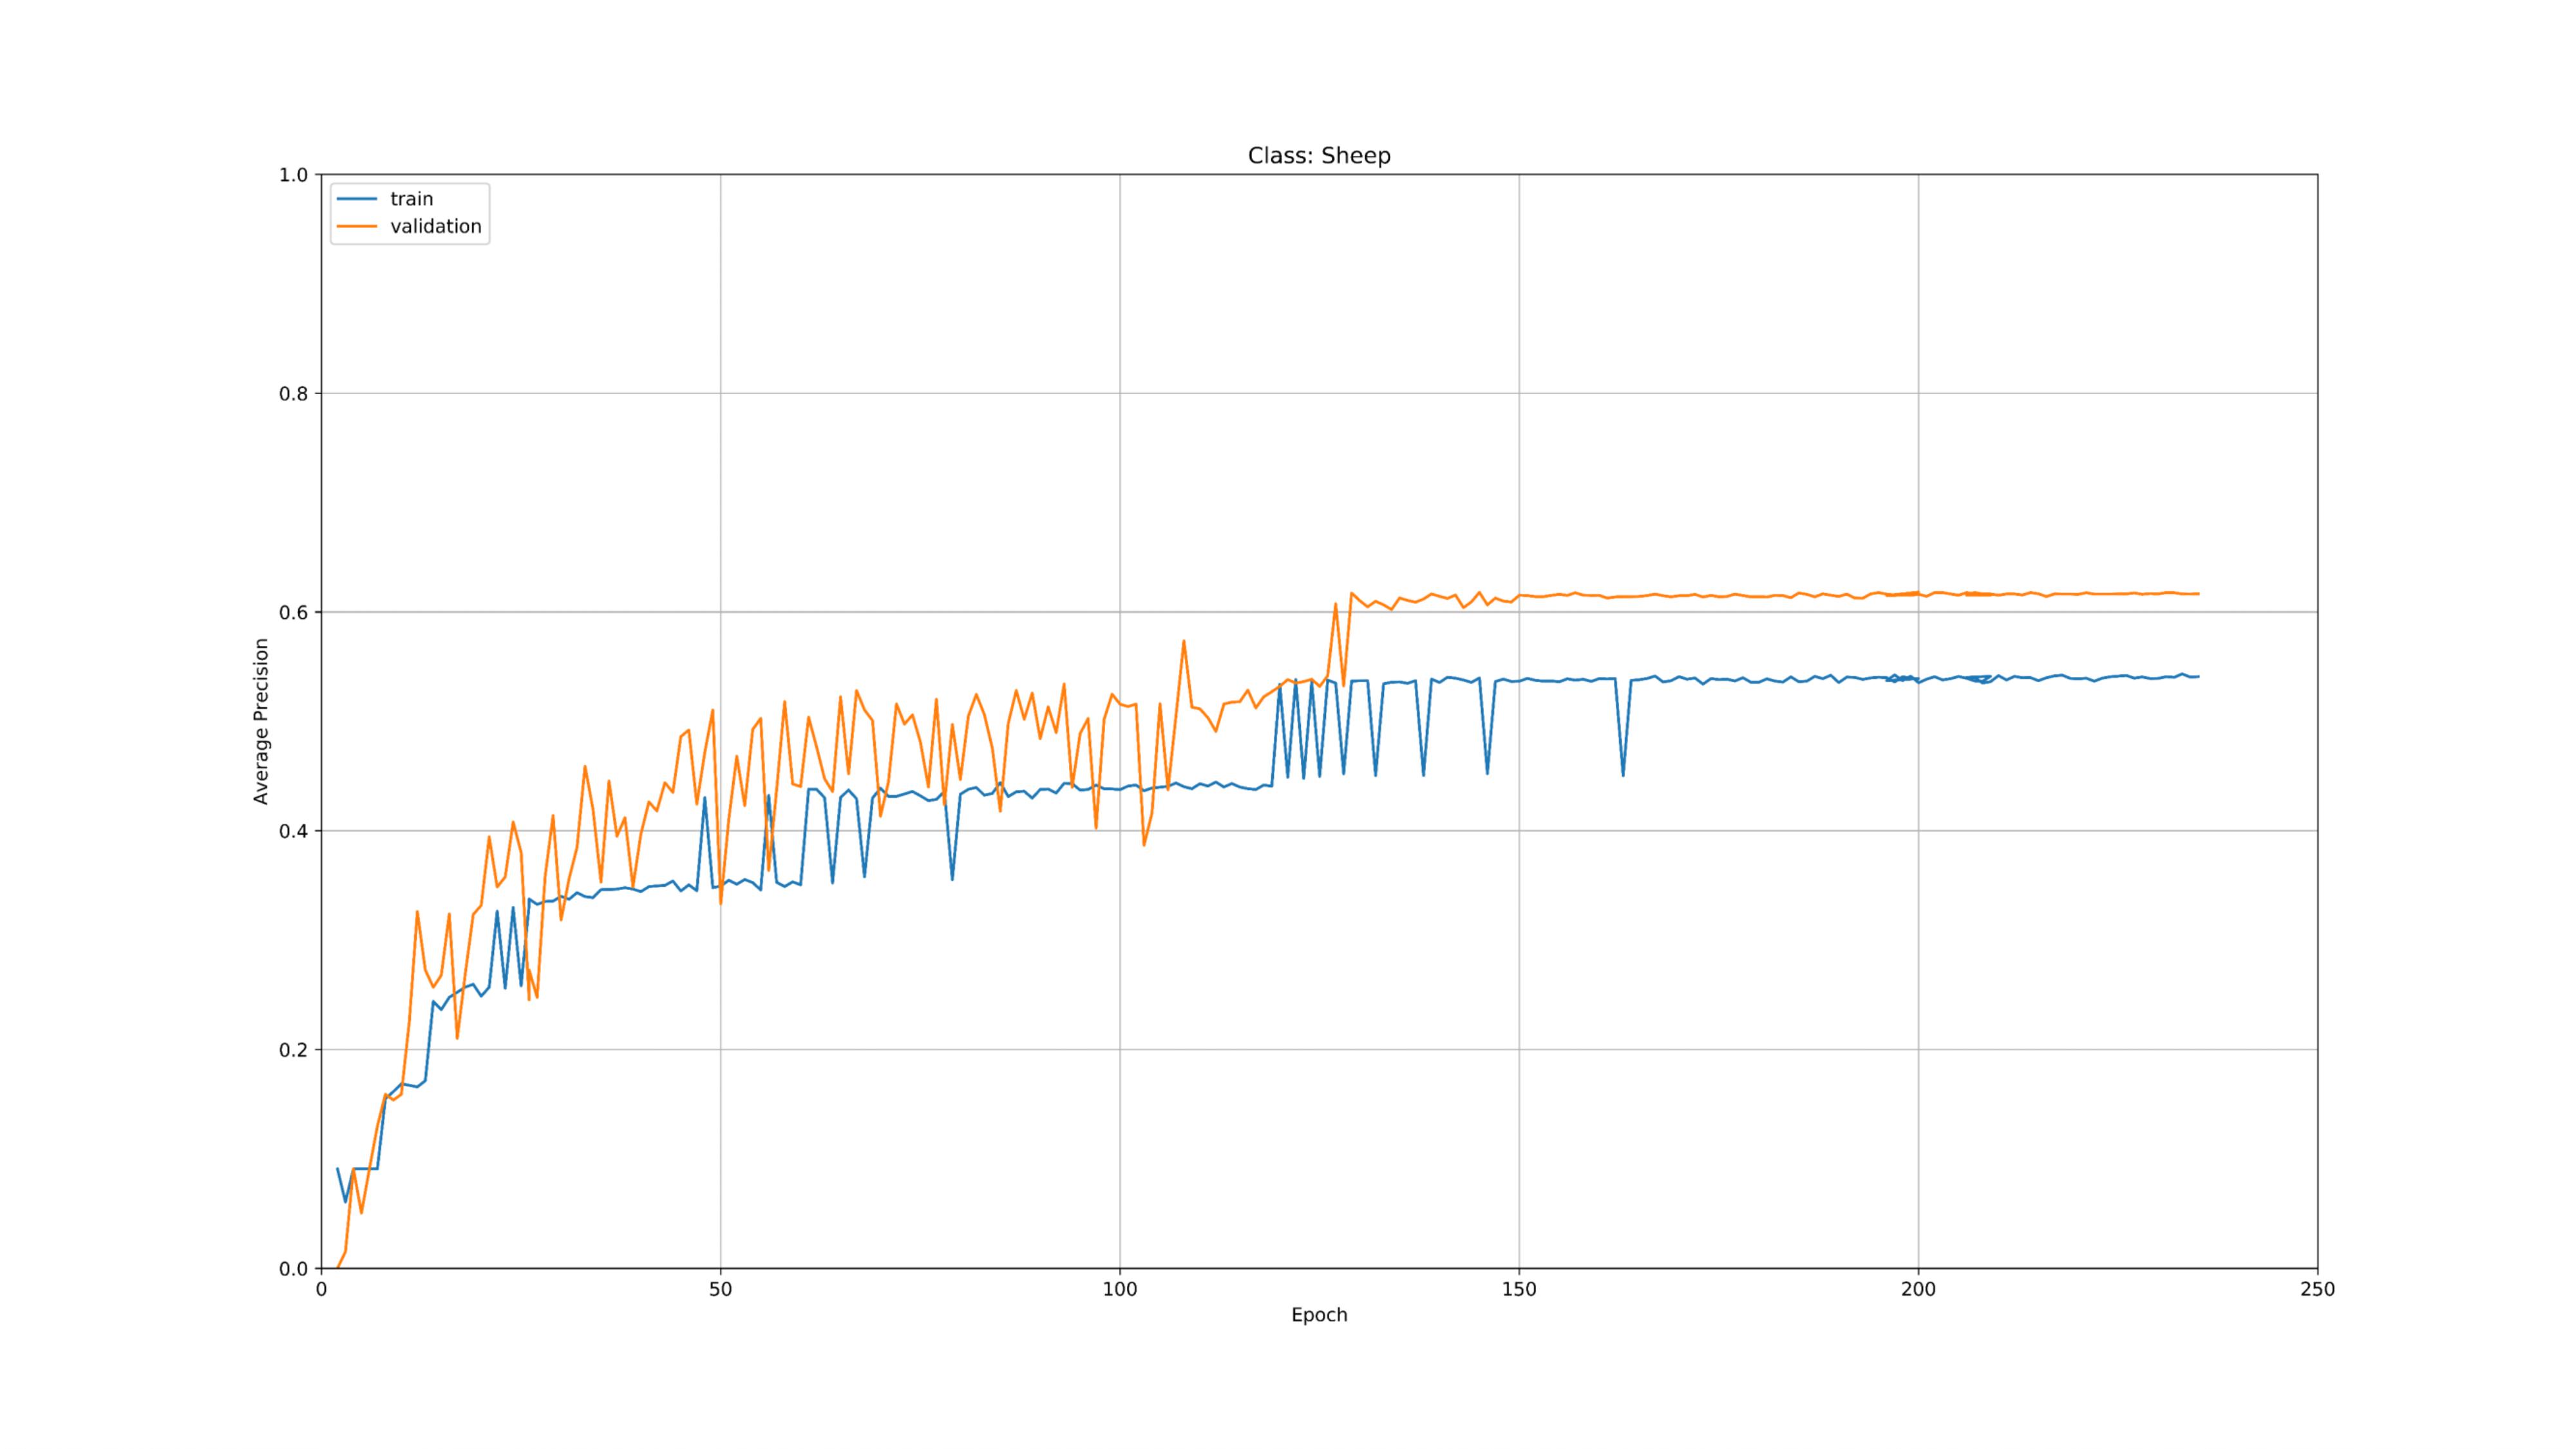 Class: Sheep
1.0
train
validation
0.8
0.6
Average Precision
0.4
0.2
0.0
0 50 100 150 200 250
Epoch